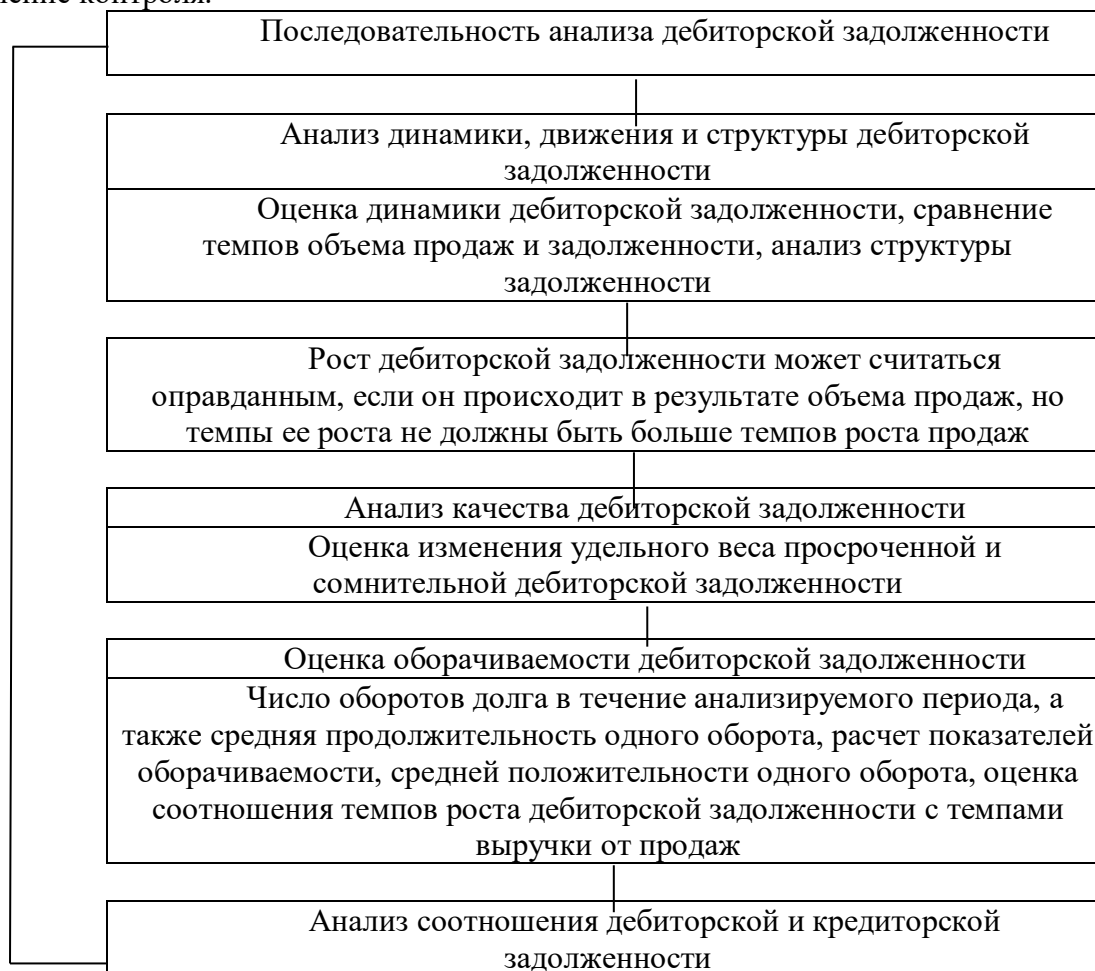 контроля.
Последовательность анализа дебиторской задолженности
Анализ динамики, движения и структуры дебиторской
задолженности
Оценка динамики дебиторской задолженности, сравнение
темпов объема продаж и задолженности, анализ структуры
задолженности
Рост дебиторской задолженности может считаться
оправданным, если он происходит в результате объема продаж, но
темпы ее роста не должны быть больше темпов роста продаж
Анализ качества дебиторской задолженности
Оценка изменения удельного веса просроченной и
сомнительной дебиторской задолженности
Оценка оборачиваемости дебиторской задолженности
Число оборотов долга в течение анализируемого периода, а
также средняя продолжительность одного оборота, расчет показателей
оборачиваемости, средней положительности одного оборота, оценка
соотношения темпов роста дебиторской задолженности с темпами
выручки от продаж
Анализ соотношения дебиторской и кредиторской
задолженности